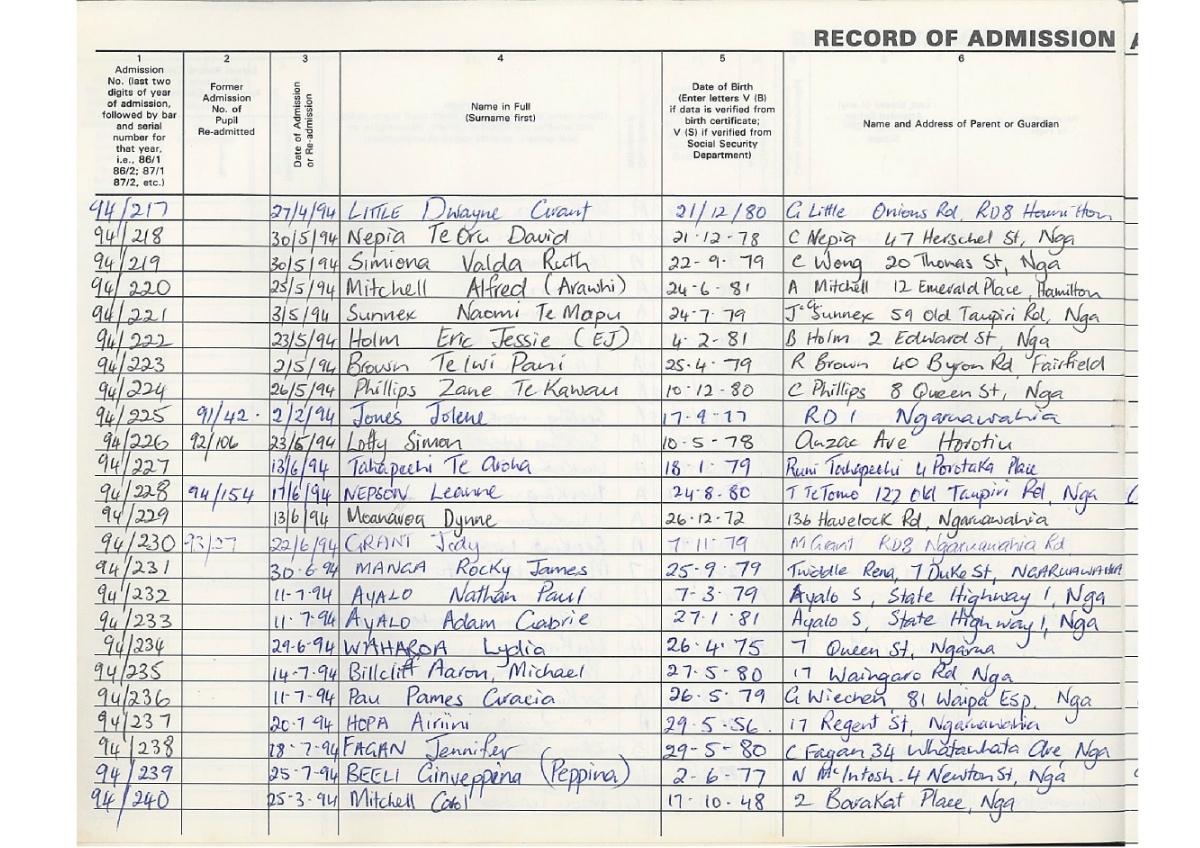 RECORD OF ADMISSION
1
Admission
No. (last two
digits of year
of admission,
followed by bar
and serial
number for
that year,
i.e., 86/1
86/2; 87/1
87/2, etc.)
2
Former
Admission
No. of
Pupil
Re-admitted
3
Date of Admission
or Re-admission
4
Name in Full
(Surname first)
5
Date of Birth
(Enter letters V (B)
if data is verified from
birth certificate;
V (S) if verified from
Social Security
Department)
6
Name and Address of Parent or Guardian
94/217 27/4/94 LITTLE Dwayne Grant 21/12/80 G Little Onions Rd, RD8 Hamilton
94/218 30/5/94 Nepia Te Oru David 21·12·78 C Nepia 47 Herschel St, Nga
94/219 30/5/94 Simiona Valda Ruth 22-9-79 C Wong 20 Thomas St, Nga
94/220 25/5/94 Mitchell Alfred (Arawhi) 24-6-81 A Mitchell 12 Emerald Place, Hamilton
94/221 3/5/94 Sunnex Naomi Te Mapu 24-7-79 Sunnex 59 Old Taupiri Rd, Nga
94/222 23/5/94 Holm Eric Jessie (EJ) 4-2-81 B Holm 2 Edward St, Nga
94/223 2/5/94 Brown Te Iwi Pani 25-4-79 R Brown 40 Byron Rd Fairfield
94/224 26/5/94 Phillips Zane Te Kawau 10-12-80 C Phillips 8 Queen St, Nga
94/225 91/42 · 2/2/94 Jones Jolene 17-9-77 RD 1 Ngaruawahia
94/226 92/106 23/5/94 Lofty Simon 10-5-78 Anzac Ave Horotiu
94/227 13/6/94 Te Aroha 18-1-79 4 Porotaka Place
94/228 94/154 17/6/94 NEPSON Leanne 24-8-80 T TeTomo 122 Old Taupiri Rd, Nga
94/229 13/6/94 Moanaroa Dynne 26-12-72 136 Havelock Rd, Ngaruawahia
94/230 93/27 22/6/94 GRANT Jody 7-11-79 M Grant RD8 Ngaruawahia Rd
94/231 30-6-94 MANGA Rocky James 25-9-79 Twiddle Rena, 7 Duke St, NGARUAWAHIA
94/232 11-7-94 AYALO Nathan Paul 7-3-79 Ayalo S, State Highway 1, Nga
94/233 11-7-94 AYALO Adam Gabrie 27-1-81 Ayalo S, State Highway 1, Nga
94/234 29-6-94 WAHAROA Lydia 26-4-75 7 Queen St, Ngarua
94/235 14-7-94 Billcliff Aaron, Michael 27-5-80 17 Waingaro Rd, Nga
94/236 11-7-94 Pau Pames Gracia 26-5-79 G Wiechen 81 Waipa Esp. Nga
94/237 20-7-94 HOPA Airiini 29-5-56 17 Regent St, Ngaruawahia
94/238 18-7-94 FAGAN Jennifer 29-5-80 C Fagan 34 Whatawhata Ave, Nga
94/239 25-7-94 BEELI Ginveppina (Peppina) 2-6-77 N McIntosh 4 Newton St, Nga
94/240 25-3-94 Mitchell Carol 17-10-48 2 Barakat Place, Nga